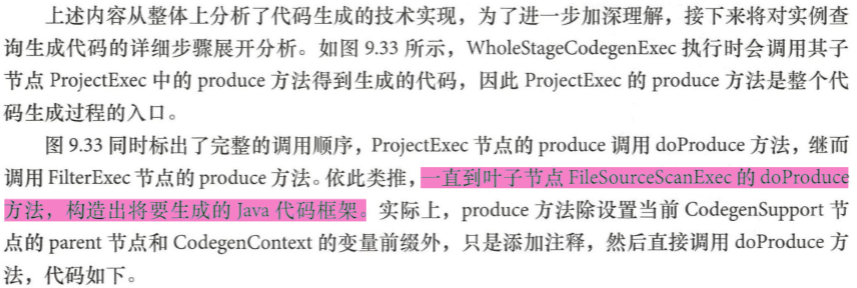 上述内容从整体上分析了代码生成的技术实现，为了进一步加深理解，接下来将对实例查
询生成代码的详细步骤展开分析。如图 9.33 所示，WholeStageCodegenExec 执行时会调用其子
节点 ProjectExec 中的 produce 方法得到生成的代码，因此 ProjectExec 的 produce 方法是整个代
码生成过程的入口。
图 9.33 同时标出了完整的调用顺序，ProjectExec 节点的 produce 调用 doProduce 方法，继而
调用 FilterExec 节点的 produce 方法。依此类推，一直到叶子节点 FileSourceScanExec 的 doProduce
方法，构造出将要生成的 Java 代码框架。实际上，produce 方法除设置当前 CodegenSupport 节
点的 parent 节点和 CodegenContext 的变量前缀外，只是添加注释，然后直接调用 doProduce 方
法，代码如下。